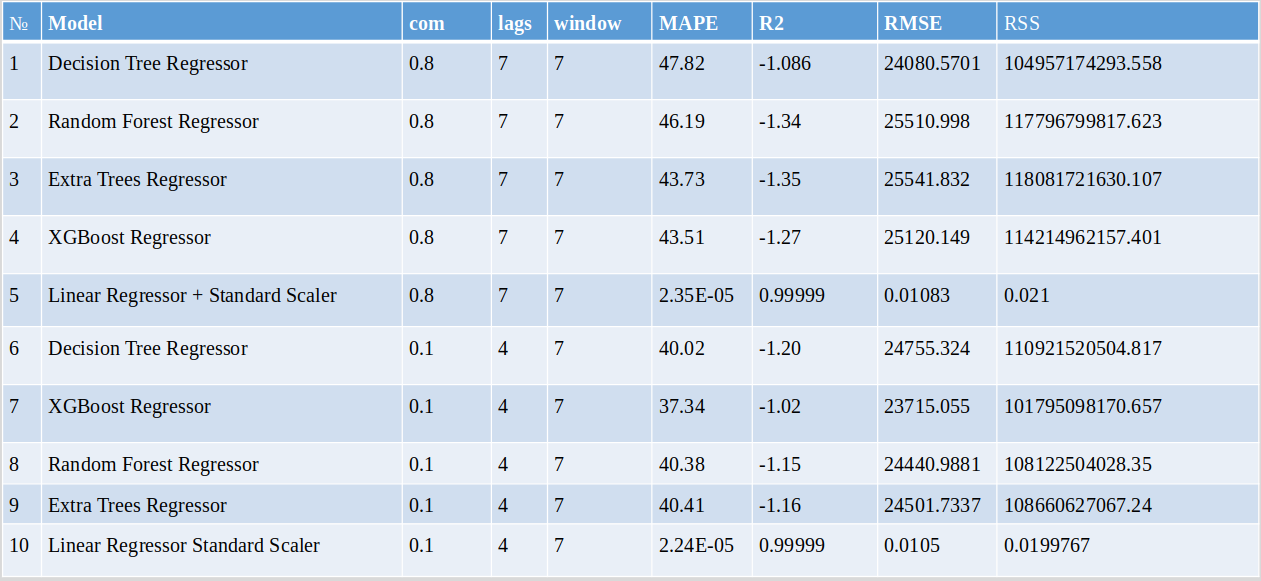 № Model com lags window MAPE R2 RMSE RSS
1 Decision Tree Regressor 0.8 7 7 47.82 -1.086 24080.5701 104957174293.558
2 Random Forest Regressor 0.8 7 7 46.19 -1.34 25510.998 117796799817.623
3 Extra Trees Regressor 0.8 7 7 43.73 -1.35 25541.832 118081721630.107
4 XGBoost Regressor 0.8 7 7 43.51 -1.27 25120.149 114214962157.401
5 Linear Regressor + Standard Scaler 0.8 7 7 2.35E-05 0.99999 0.01083 0.021
6 Decision Tree Regressor 0.1 4 7 40.02 -1.20 24755.324 110921520504.817
7 XGBoost Regressor 0.1 4 7 37.34 -1.02 23715.055 101795098170.657
8 Random Forest Regressor 0.1 4 7 40.38 -1.15 24440.9881 108122504028.35
9 Extra Trees Regressor 0.1 4 7 40.41 -1.16 24501.7337 108660627067.24
10 Linear Regressor Standard Scaler 0.1 4 7 2.24E-05 0.99999 0.0105 0.0199767